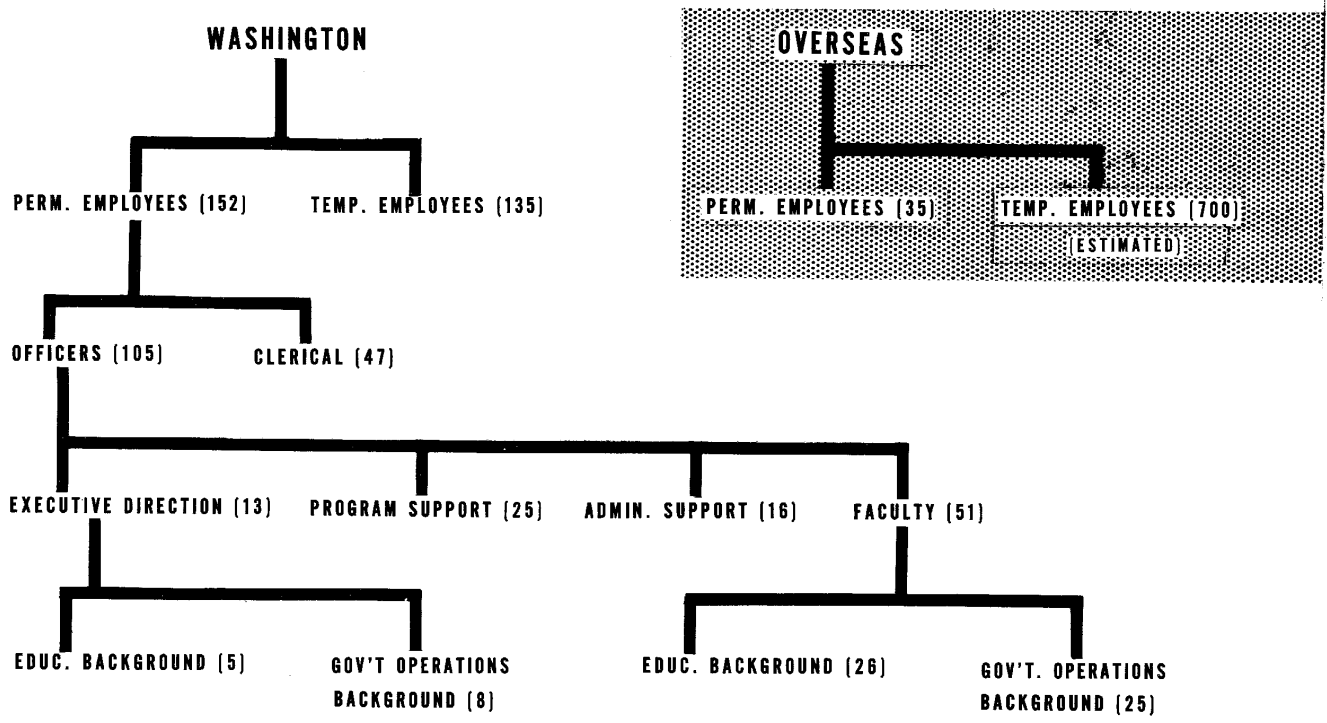 WASHINGTON
OVERSEAS
PERM. EMPLOYEES (152)
TEMP. EMPLOYEES (135)
PERM. EMPLOYEES (35)
TEMP. EMPLOYEES (700)
(ESTIMATED)
OFFICERS (105)
CLERICAL (47)
EXECUTIVE DIRECTION (13)
PROGRAM SUPPORT (25)
ADMIN. SUPPORT (16)
FACULTY (51)
EDUC. BACKGROUND (5)
GOV'T OPERATIONS
BACKGROUND (8)
EDUC. BACKGROUND (26)
GOV'T. OPERATIONS
BACKGROUND (25)